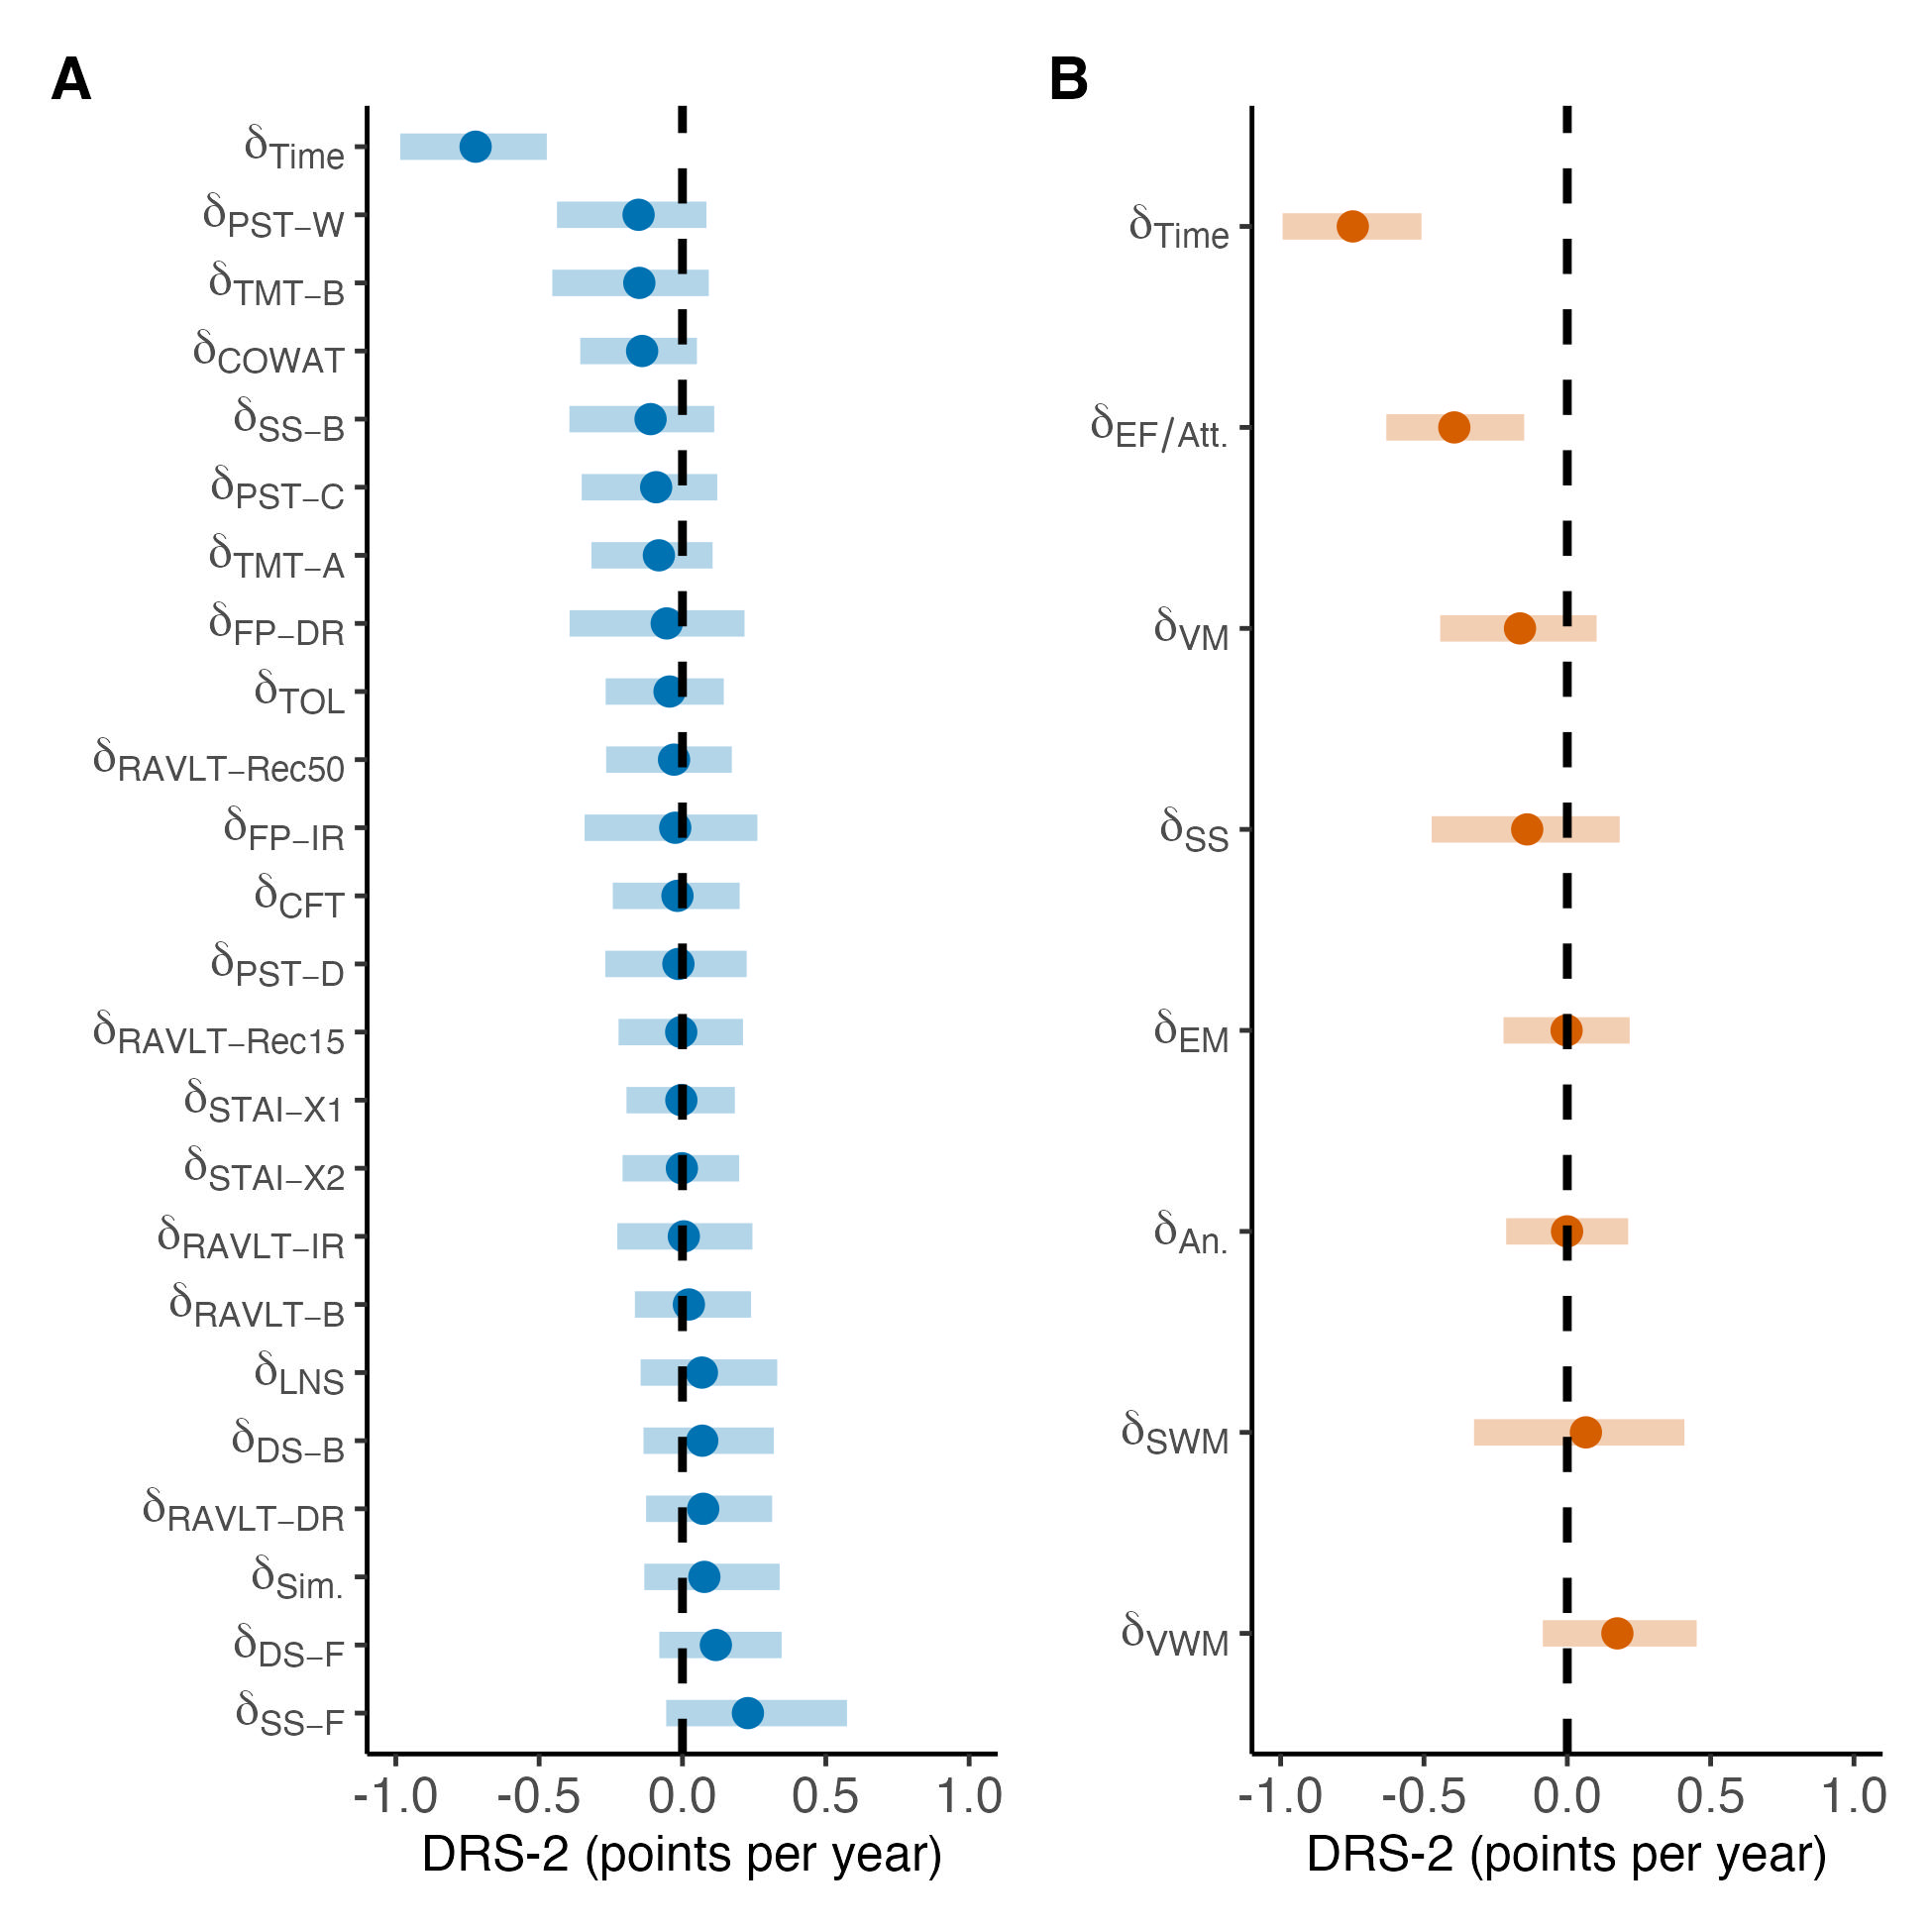 A
δTime
δPST−W
δTMT−B
δCOWAT
δSS−B
δPST−C
δTMT−A
δFP−DR
δTOL
δRAVLT−Rec50
δFP−IR
δCFT
δPST−D
δRAVLT−Rec15
δSTAI−X1
δSTAI−X2
δRAVLT−IR
δRAVLT−B
δLNS
δDS−B
δRAVLT−DR
δSim.
δDS−F
δSS−F
-1.0 -0.5 0.0 0.5 1.0
DRS-2 (points per year)
B
δTime
δEF/Att.
δVM
δSS
δEM
δAn.
δSWM
δVWM
-1.0 -0.5 0.0 0.5 1.0
DRS-2 (points per year)